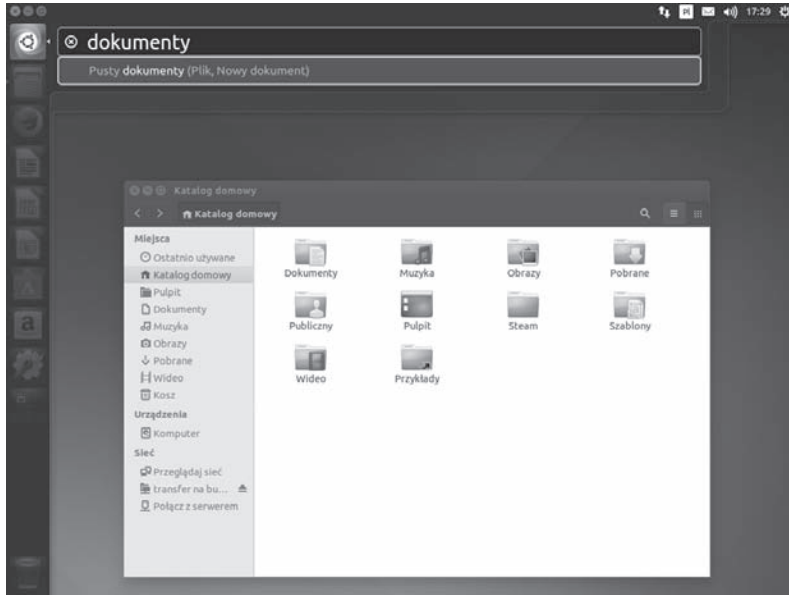 Pl
17:29
dokumenty
Pusty dokumenty (Plik, Nowy dokument)
Katalog domowy
Katalog domowy
Miejsca
Ostatnio używane
Katalog domowy
Pulpit
Dokumenty
Muzyka
Obrazy
Pobrane
Wideo
Kosz
Urządzenia
Komputer
Sieć
Przeglądaj sieć
transfer na bu...
Połącz z serwerem
Dokumenty Muzyka Obrazy Pobrane
Publiczny Pulpit Steam Szablony
Wideo Przykłady
a